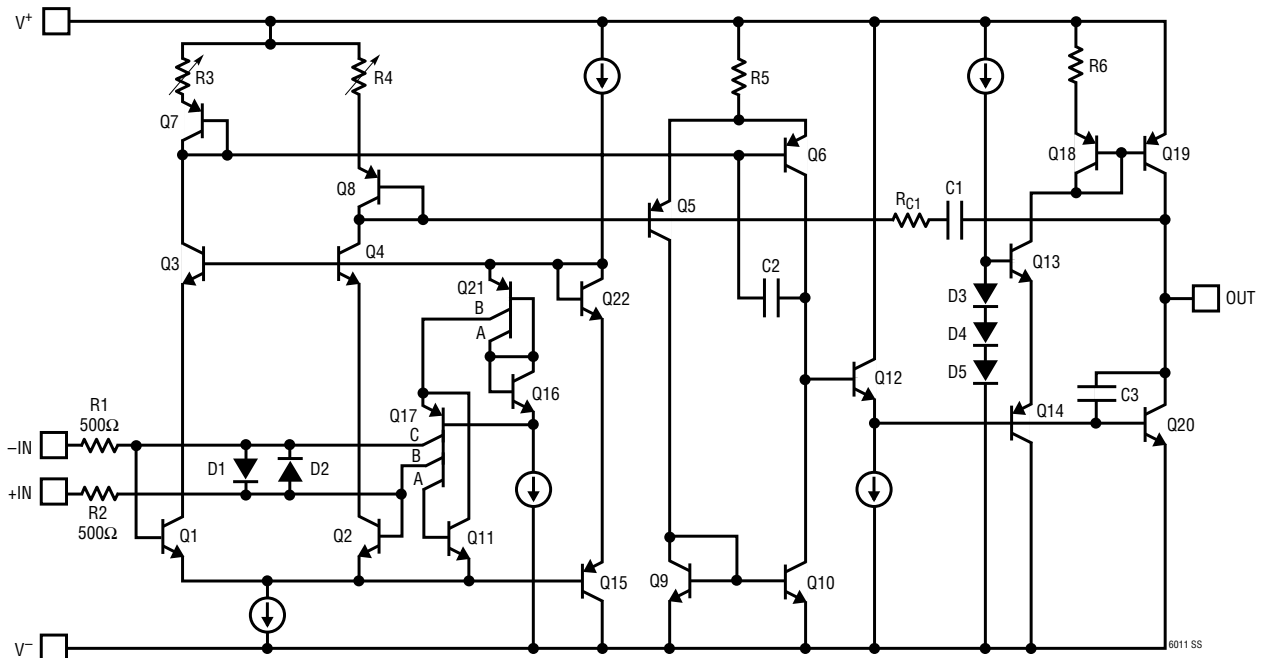 V+
R3
R4
R5
R6
Q7
Q6
Q18
Q19
Q8
Q5
RC1
C1
Q3
Q4
Q13
Q21
Q22
C2
D3
OUT
B
A
D4
D5
Q12
Q16
C3
R1
500Ω
Q17
Q14
Q20
–IN
C
D1
D2
B
A
+IN
R2
500Ω
Q1
Q2
Q11
Q15
Q9
Q10
V–
6011 SS